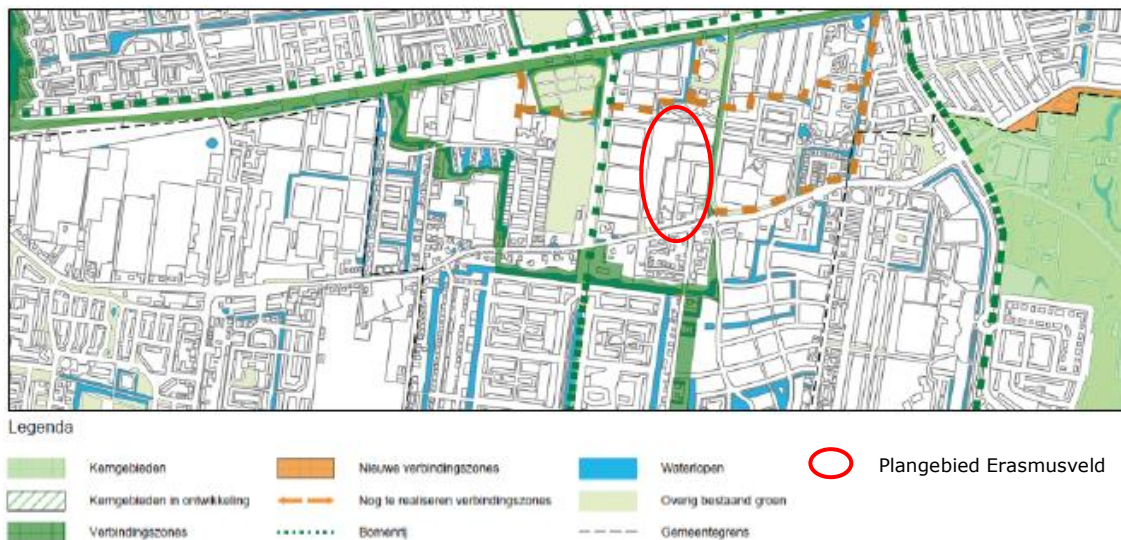 Legenda
Kerngebieden
Kerngebieden in ontwikkeling
Verbindingszones
Nieuwe verbindingszones
Nog te realiseren verbindingszones
Bomenrij
Waterlopen
Overig bestaand groen
Gemeentegrens
Plangebied Erasmusveld